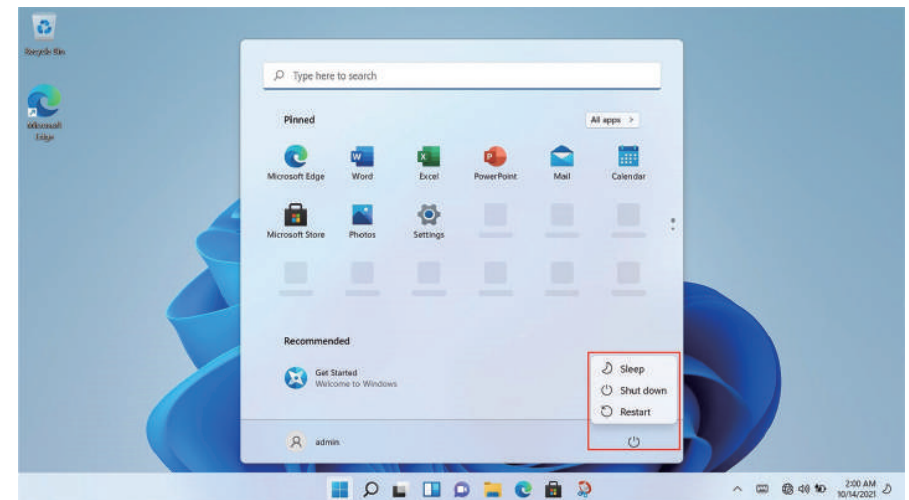 Recycle Bin
Microsoft
Edge
Type here to search
Pinned
All apps >
Microsoft Edge
Word
Excel
PowerPoint
Mail
Calendar
Microsoft Store
Photos
Settings
Recommended
Get Started
Welcome to Windows
Sleep
Shut down
Restart
admin
2:00 AM
10/14/2021